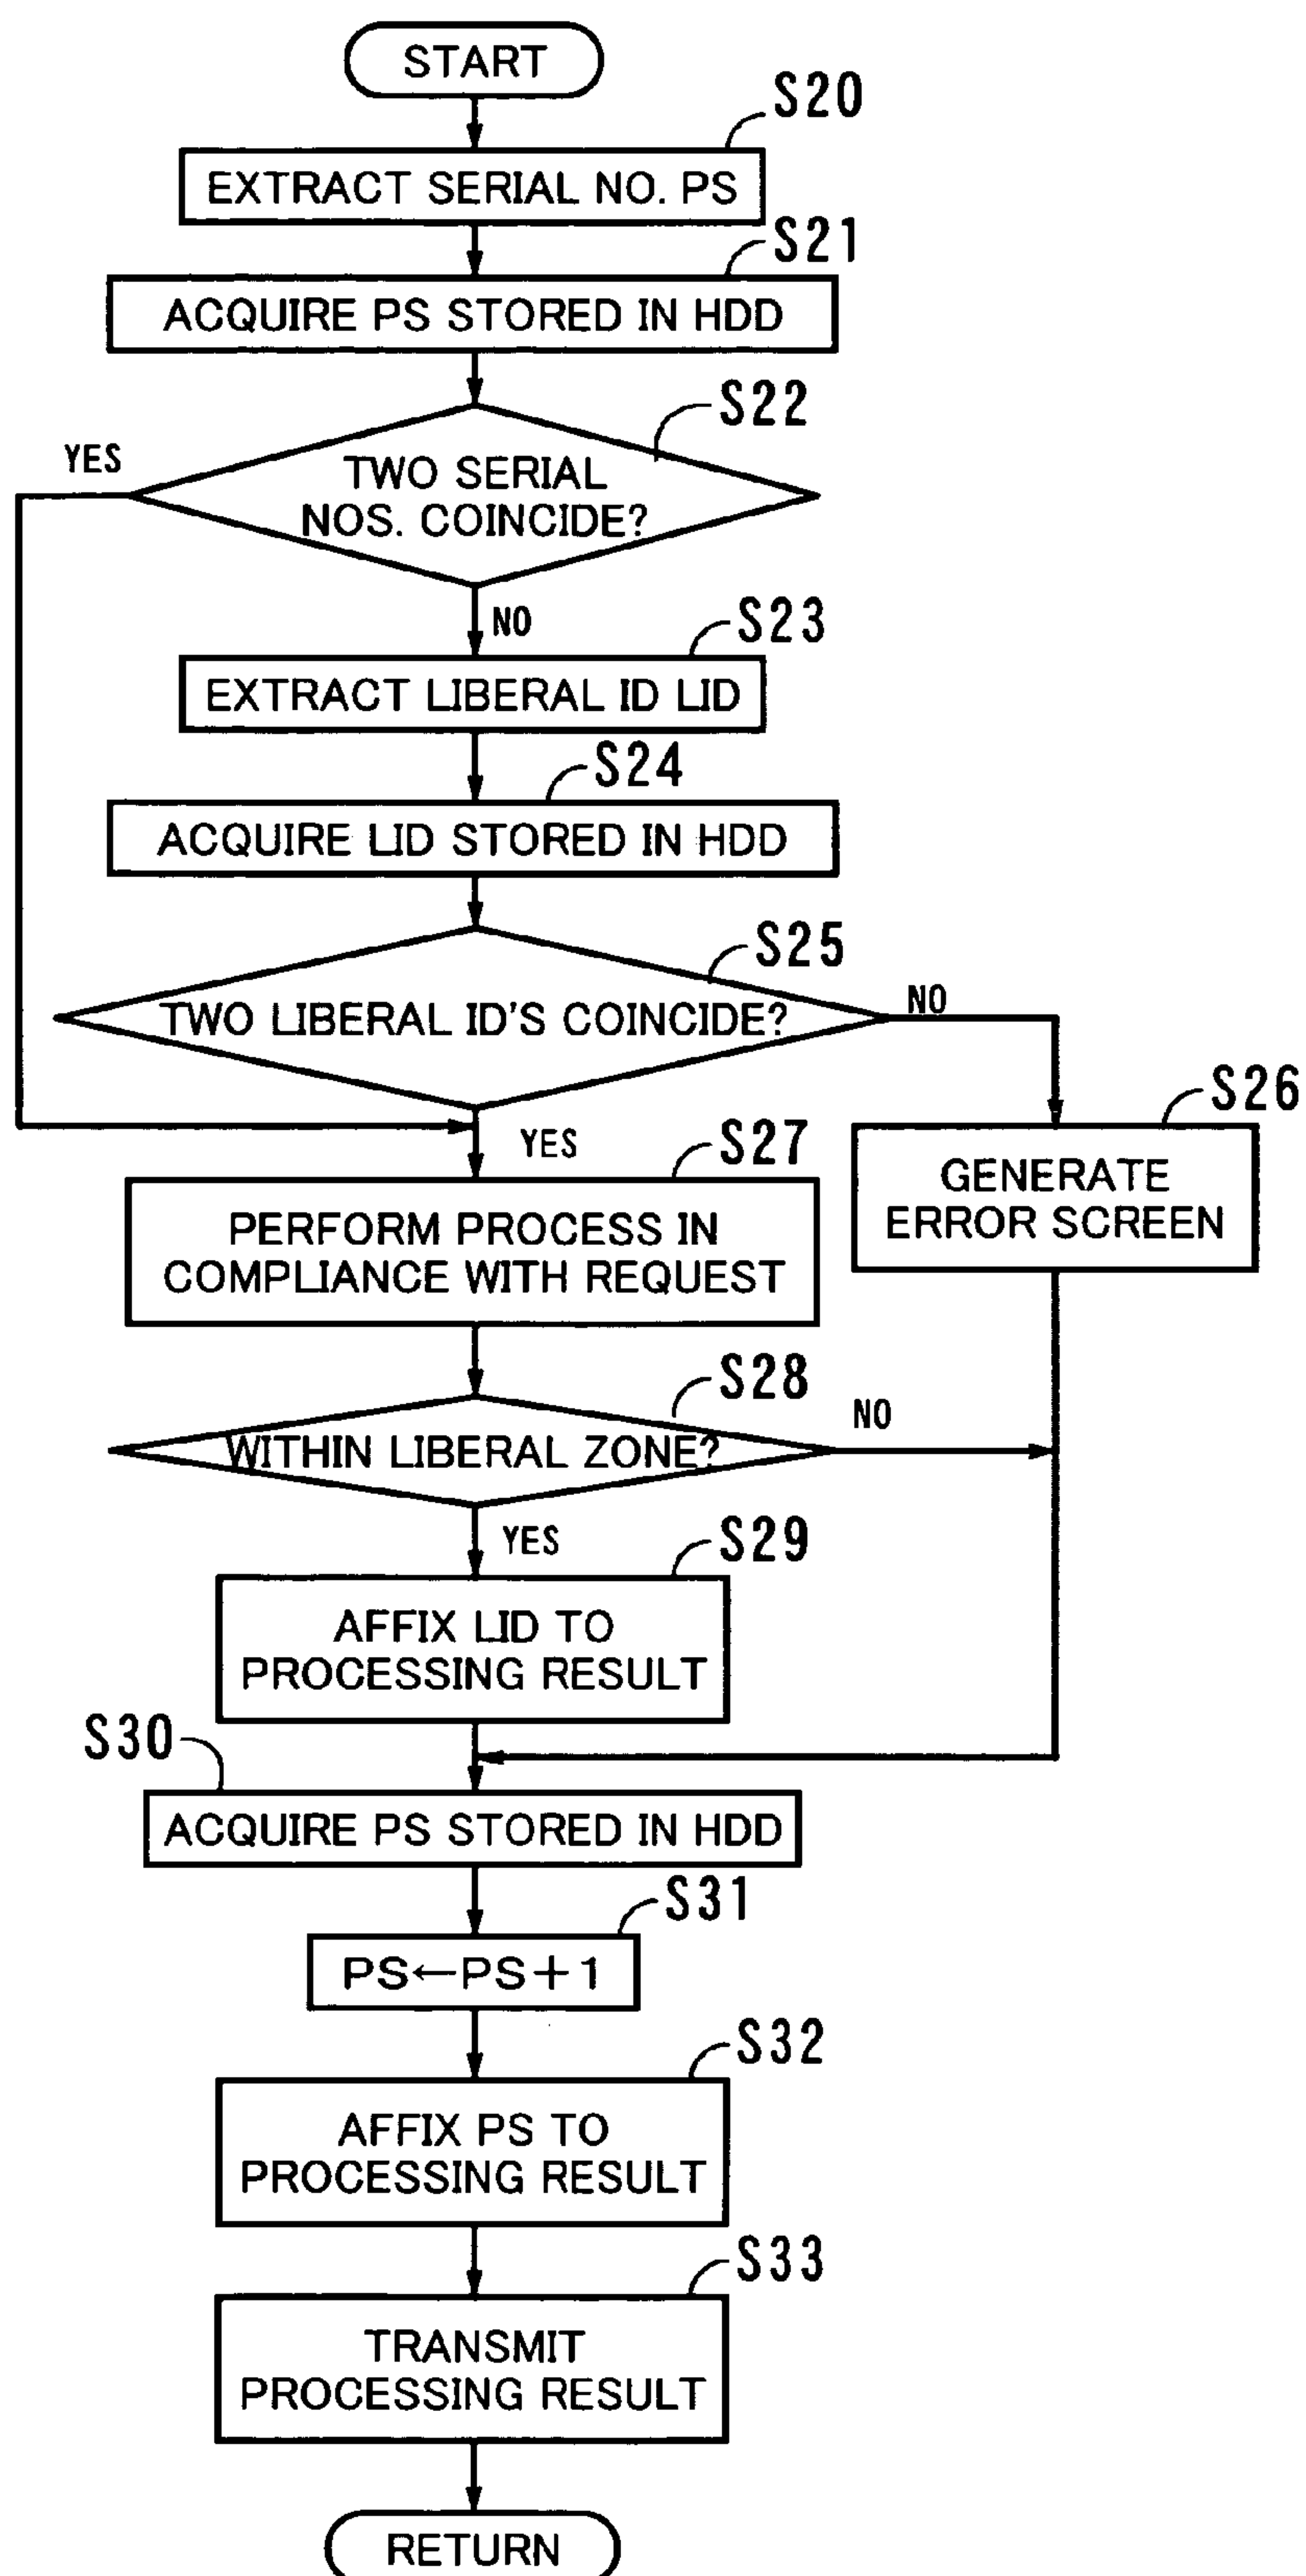 START
S20
EXTRACT SERIAL NO. PS
S21
ACQUIRE PS STORED IN HDD
S22
YES
TWO SERIAL
NOS. COINCIDE?
NO
S23
EXTRACT LIBERAL ID LID
S24
ACQUIRE LID STORED IN HDD
S25
TWO LIBERAL ID'S COINCIDE?
NO
S26
YES
S27
GENERATE
ERROR SCREEN
PERFORM PROCESS IN
COMPLIANCE WITH REQUEST
S28
WITHIN LIBERAL ZONE?
NO
YES
S29
AFFIX LID TO
PROCESSING RESULT
S30
ACQUIRE PS STORED IN HDD
S31
PS←PS+1
S32
AFFIX PS TO
PROCESSING RESULT
S33
TRANSMIT
PROCESSING RESULT
RETURN